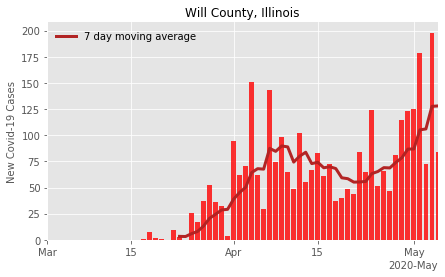 Will County, Illinois
7 day moving average
New Covid-19 Cases
200
175
150
125
100
75
50
25
0
Mar
15
Apr
15
May
2020-May